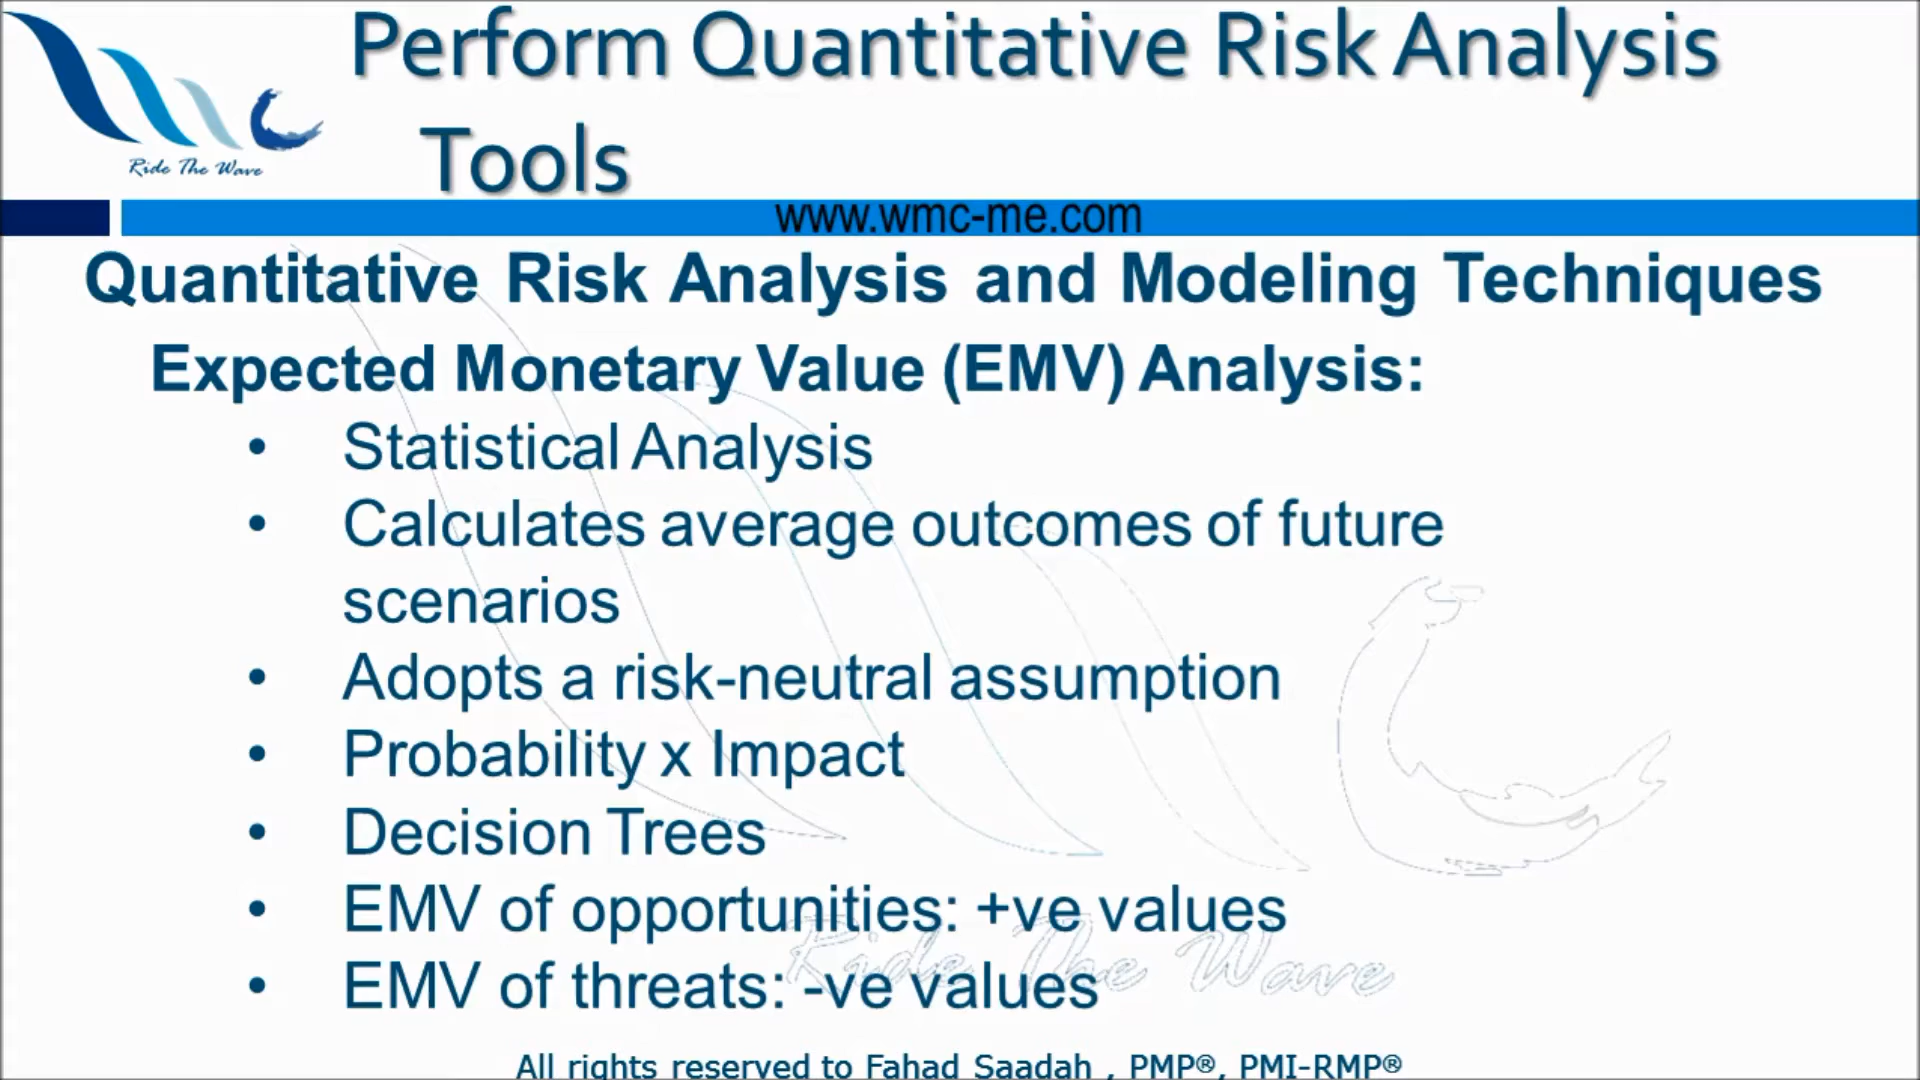 Perform Quantitative Risk Analysis
Tools
Ride The Wave
www.wmc-me.com
Quantitative Risk Analysis and Modeling Techniques
Expected Monetary Value (EMV) Analysis:
• Statistical Analysis
• Calculates average outcomes of future
scenarios
• Adopts a risk-neutral assumption
• Probability x Impact
• Decision Trees
• EMV of opportunities: +ve values
• EMV of threats: -ve values
Ride The Wave
All rights reserved to Fahad Saadah , PMP®, PMI-RMP®